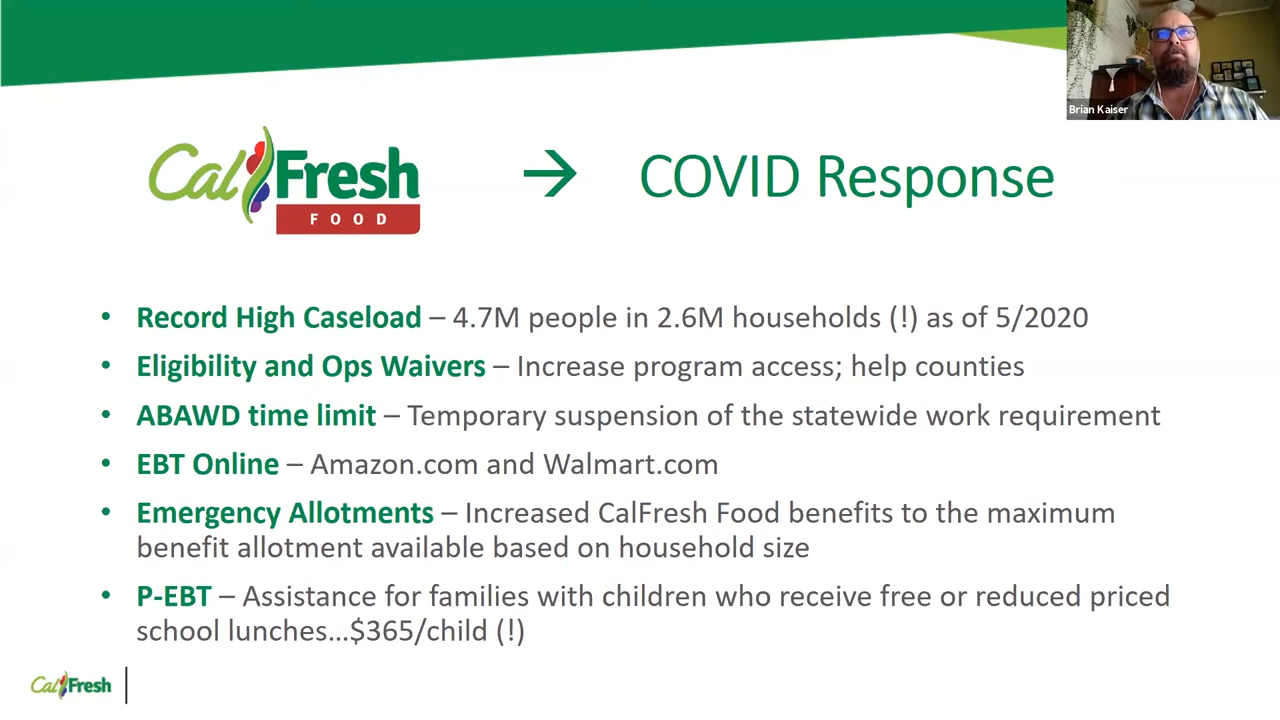 Brian Kaiser
CalFresh
FOOD
→ COVID Response
• Record High Caseload – 4.7M people in 2.6M households (!) as of 5/2020
• Eligibility and Ops Waivers – Increase program access; help counties
• ABAWD time limit – Temporary suspension of the statewide work requirement
• EBT Online – Amazon.com and Walmart.com
• Emergency Allotments – Increased CalFresh Food benefits to the maximum
benefit allotment available based on household size
• P-EBT – Assistance for families with children who receive free or reduced priced
school lunches...$365/child (!)
CalFresh